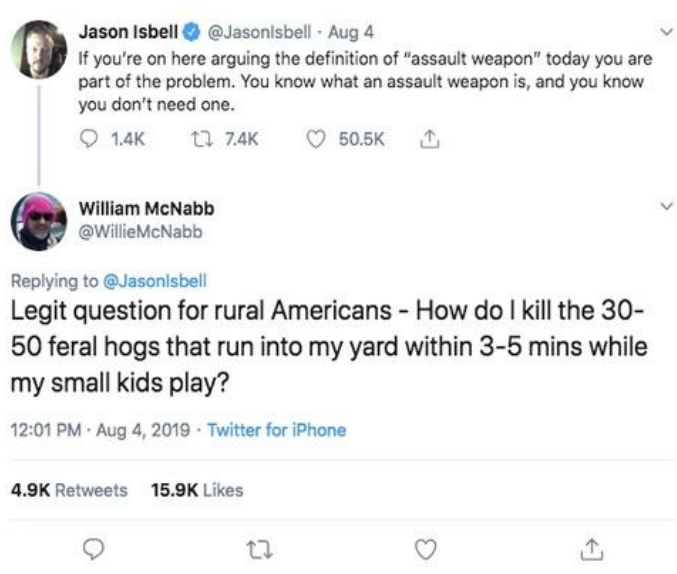 Jason Isbell @JasonIsbell · Aug 4
If you're on here arguing the definition of "assault weapon" today you are
part of the problem. You know what an assault weapon is, and you know
you don't need one.
1.4K 7.4K 50.5K
William McNabb
@WillieMcNabb
Replying to @JasonIsbell
Legit question for rural Americans - How do I kill the 30-
50 feral hogs that run into my yard within 3-5 mins while
my small kids play?
12:01 PM · Aug 4, 2019 · Twitter for iPhone
4.9K Retweets 15.9K Likes